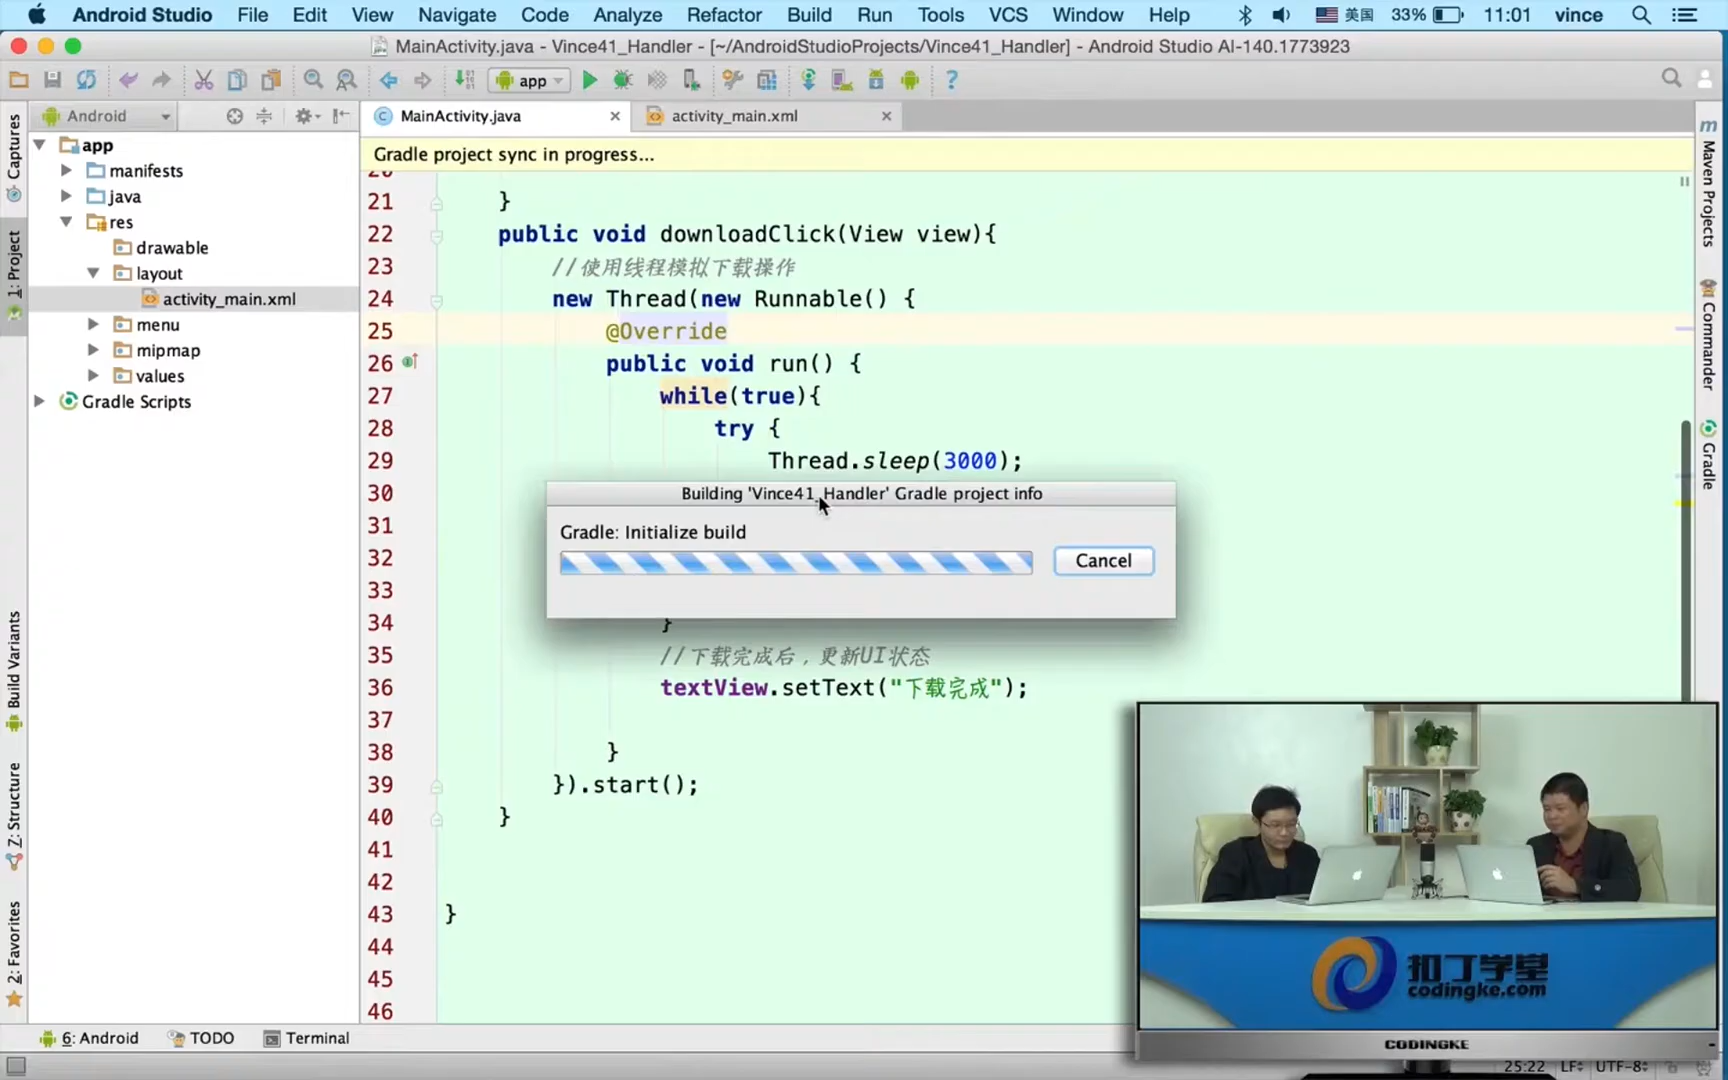 Android Studio File Edit View Navigate Code Analyze Refactor Build Run Tools VCS Window Help 美国 33% 11:01 vince
MainActivity.java - Vince41_Handler - [~/AndroidStudioProjects/Vince41_Handler] - Android Studio AI-140.1773923
app
Android
MainActivity.java
activity_main.xml
Gradle project sync in progress...
Captures
1: Project
Build Variants
Z: Structure
2: Favorites
app
manifests
java
res
drawable
layout
activity_main.xml
menu
mipmap
values
Gradle Scripts
21 }
22 public void downloadClick(View view){
23 //使用线程模拟下载操作
24 new Thread(new Runnable() {
25 @Override
26 public void run() {
27 while(true){
28 try {
29 Thread.sleep(3000);
30
31
32
33
34 }
35 //下载完成后，更新UI状态
36 textView.setText("下载完成");
37
38 }
39 }).start();
40 }
41
42
43 }
44
45
46
Building 'Vince41_Handler' Gradle project info
Gradle: Initialize build
Cancel
Maven Projects
Commander
Gradle
扣丁学堂
codingke.com
CODINGKE
6: Android TODO Terminal
25:22 LF UTF-8